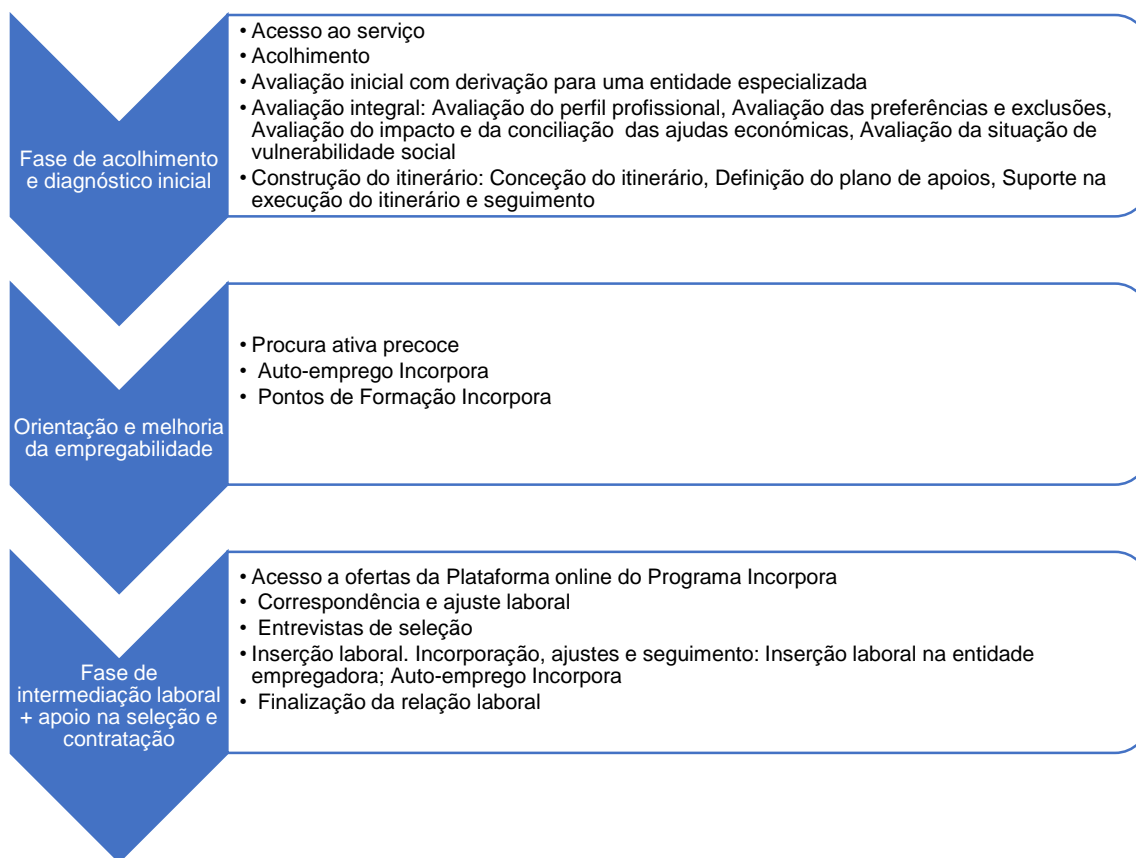 Fase de acolhimento
e diagnóstico inicial
• Acesso ao serviço
• Acolhimento
• Avaliação inicial com derivação para uma entidade especializada
• Avaliação integral: Avaliação do perfil profissional, Avaliação das preferências e exclusões,
Avaliação do impacto e da conciliação das ajudas económicas, Avaliação da situação de
vulnerabilidade social
• Construção do itinerário: Conceção do itinerário, Definição do plano de apoios, Suporte na
execução do itinerário e seguimento
Orientação e melhoria
da empregabilidade
• Procura ativa precoce
• Auto-emprego Incorpora
• Pontos de Formação Incorpora
Fase de
intermediação laboral
+ apoio na seleção e
contratação
• Acesso a ofertas da Plataforma online do Programa Incorpora
• Correspondência e ajuste laboral
• Entrevistas de seleção
• Inserção laboral. Incorporação, ajustes e seguimento: Inserção laboral na entidade
empregadora; Auto-emprego Incorpora
• Finalização da relação laboral